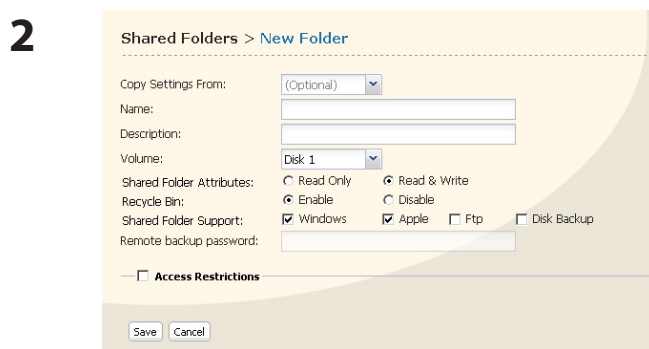 2
Shared Folders > New Folder
Copy Settings From: (Optional)
Name:
Description:
Volume: Disk 1
Shared Folder Attributes: Read Only Read & Write
Recycle Bin: Enable Disable
Shared Folder Support: Windows Apple Ftp Disk Backup
Remote backup password:
Access Restrictions
Save Cancel